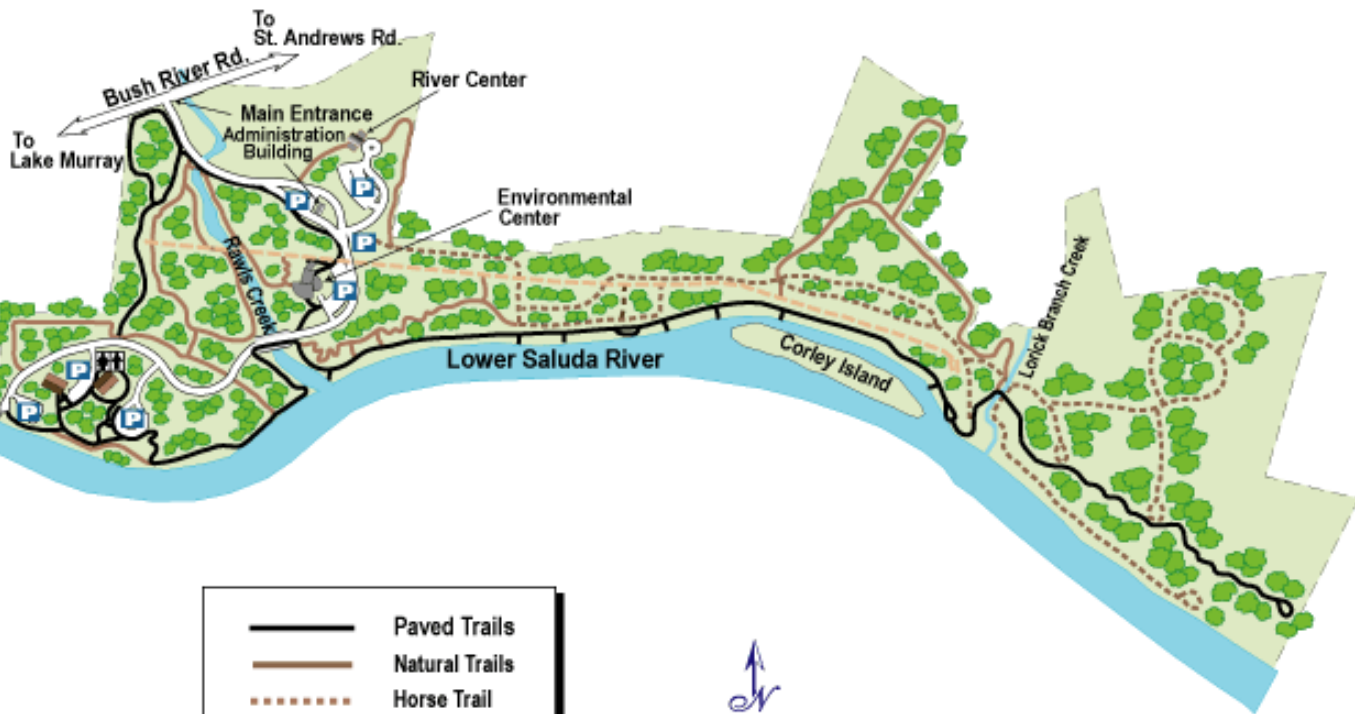 To
St. Andrews Rd.
Bush River Rd.
River Center
Main Entrance
Administration
Building
To
Lake Murray
P
P
Environmental
Center
P
P
Rawls Creek
Lorick Branch Creek
Lower Saluda River
Corley Island
P
P
P
Paved Trails
Natural Trails
Horse Trail
N